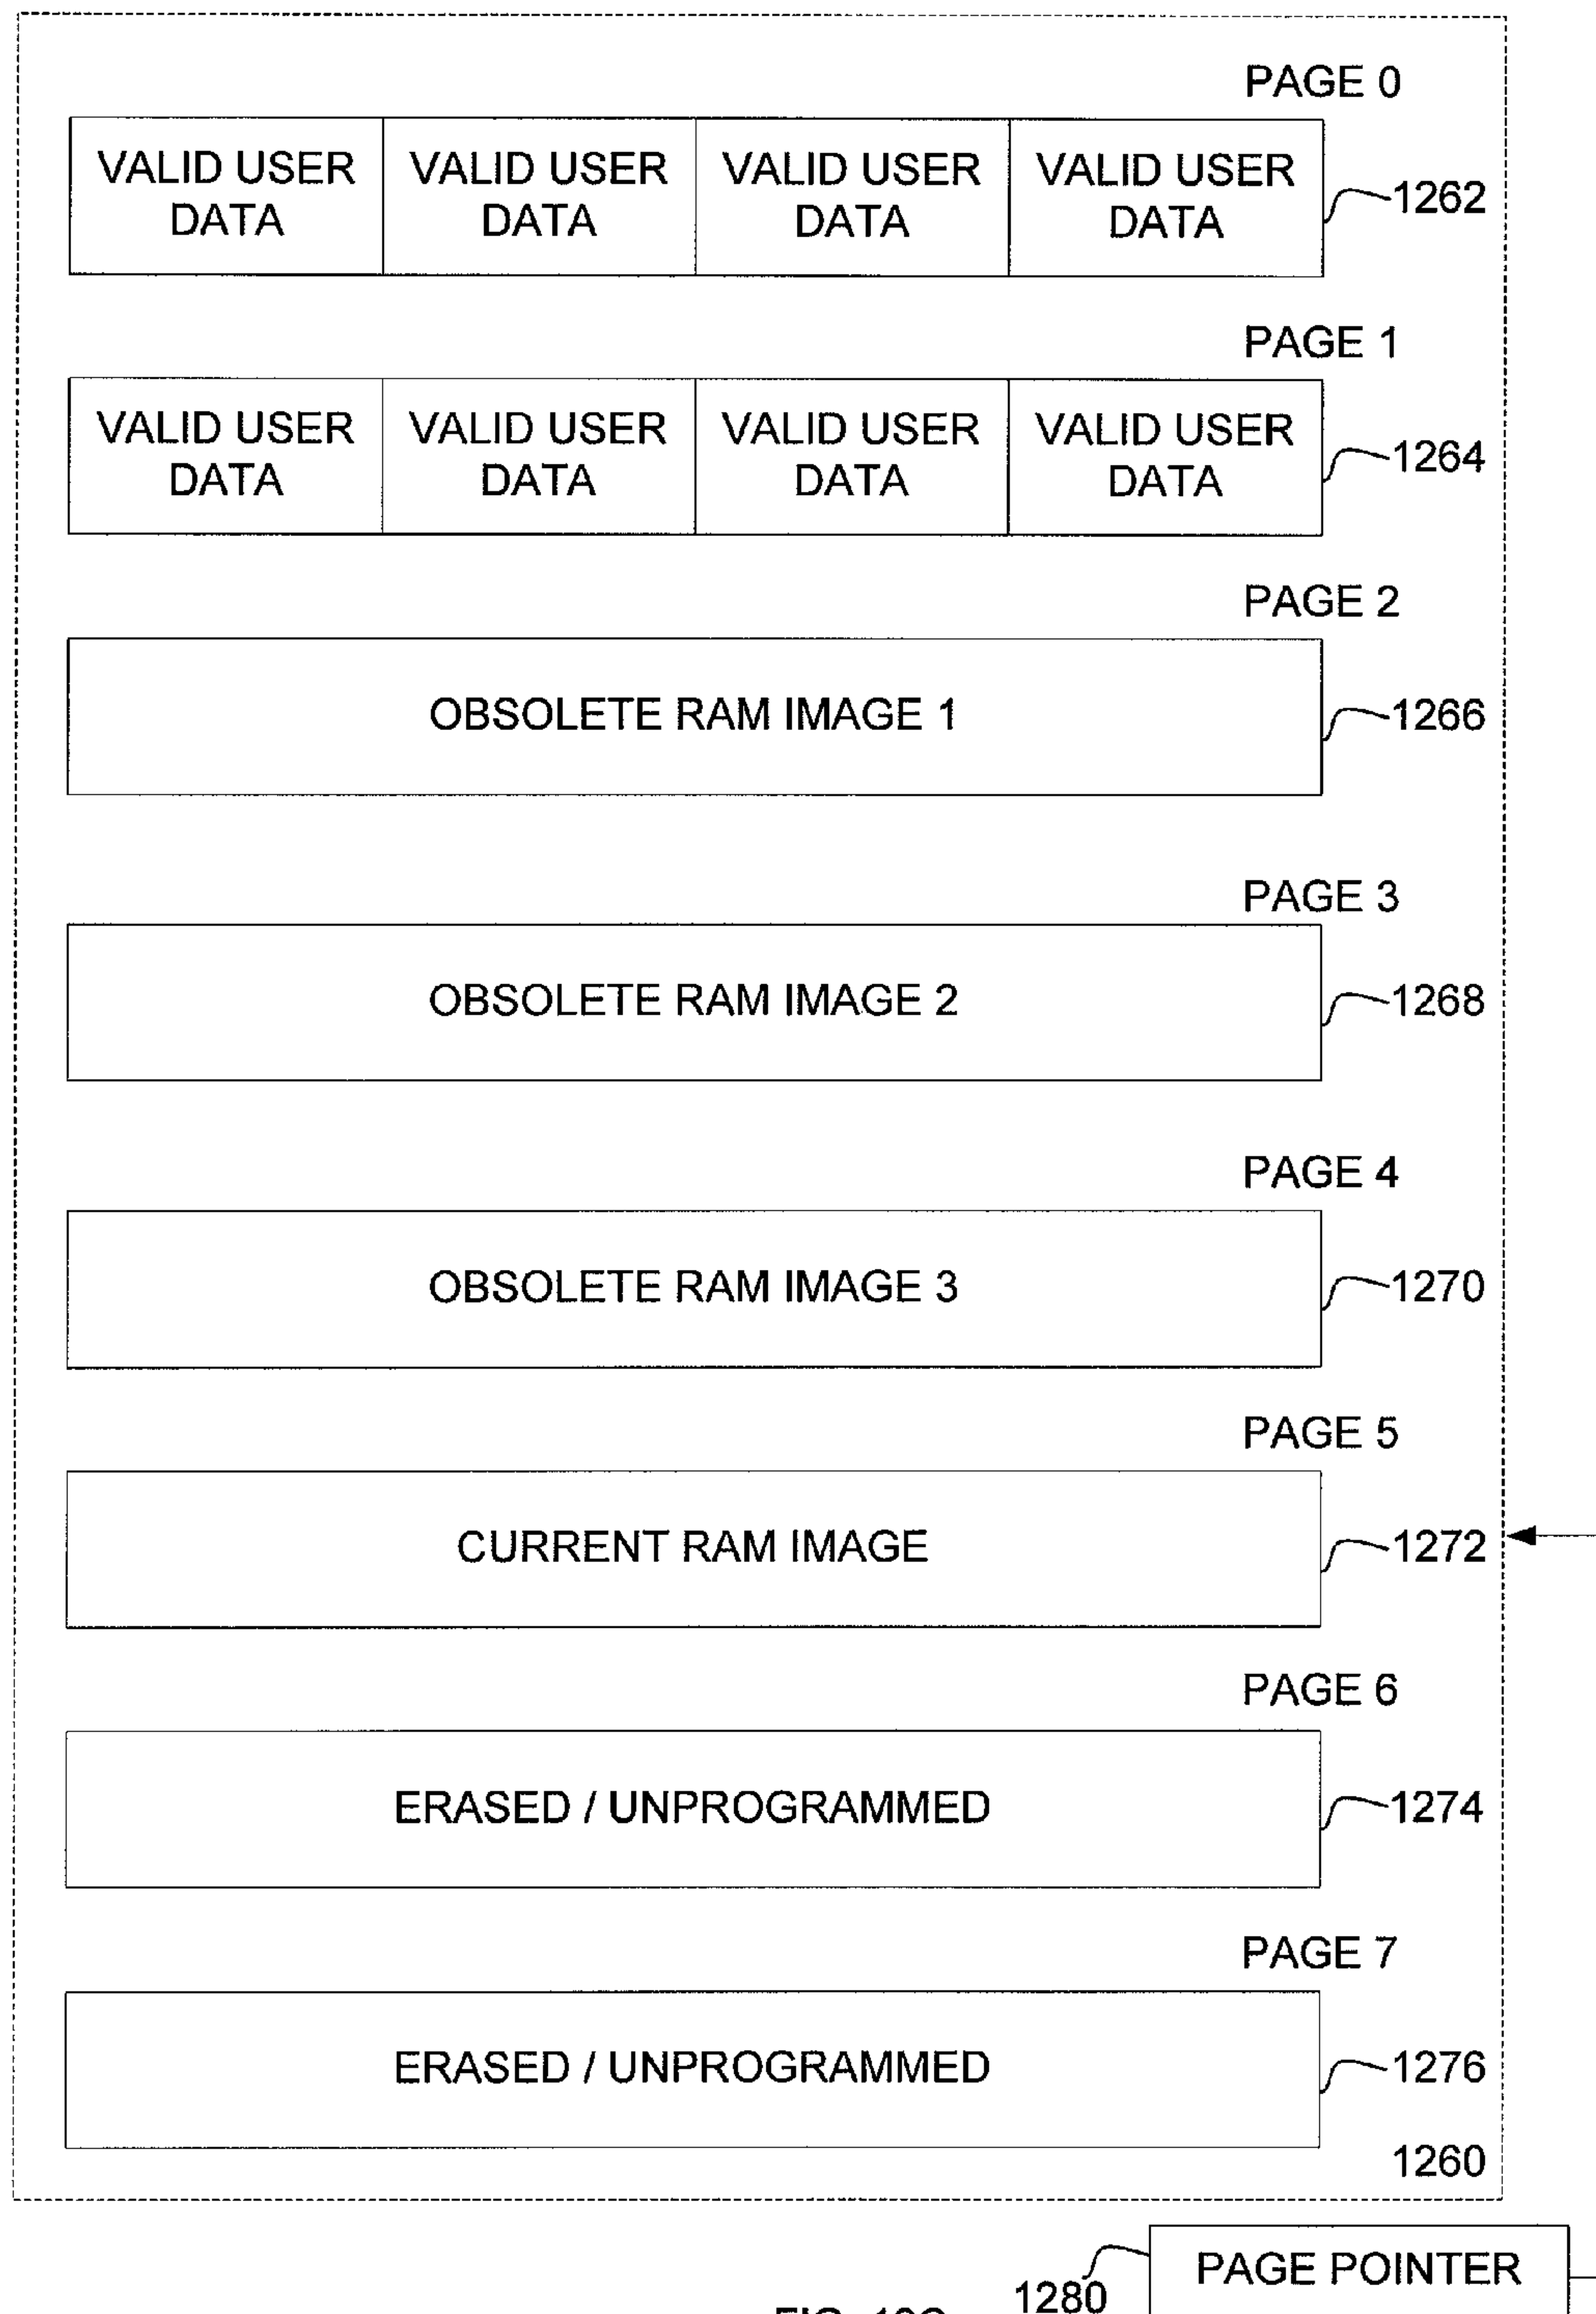 PAGE 0
VALID USER DATA VALID USER DATA VALID USER DATA VALID USER DATA
1262
PAGE 1
VALID USER DATA VALID USER DATA VALID USER DATA VALID USER DATA
1264
PAGE 2
OBSOLETE RAM IMAGE 1
1266
PAGE 3
OBSOLETE RAM IMAGE 2
1268
PAGE 4
OBSOLETE RAM IMAGE 3
1270
PAGE 5
CURRENT RAM IMAGE
1272
PAGE 6
ERASED / UNPROGRAMMED
1274
PAGE 7
ERASED / UNPROGRAMMED
1276
1260
PAGE POINTER
1280
FIG.